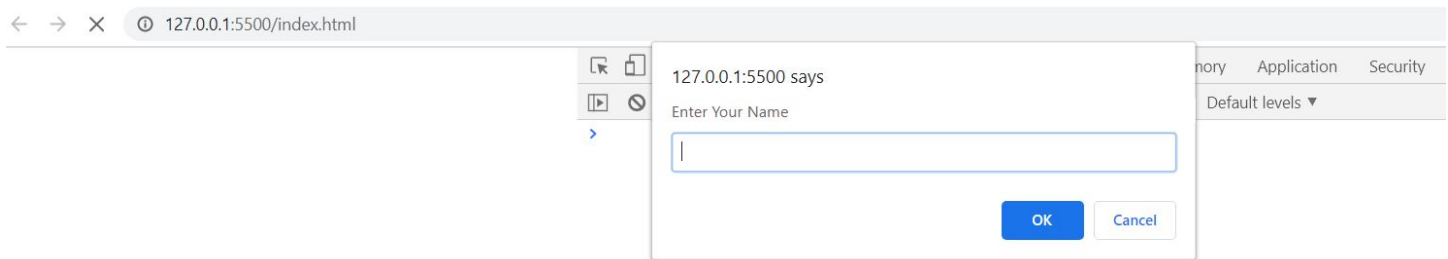 127.0.0.1:5500/index.html
127.0.0.1:5500 says
Application Security
Enter Your Name
Default levels ▼
OK Cancel